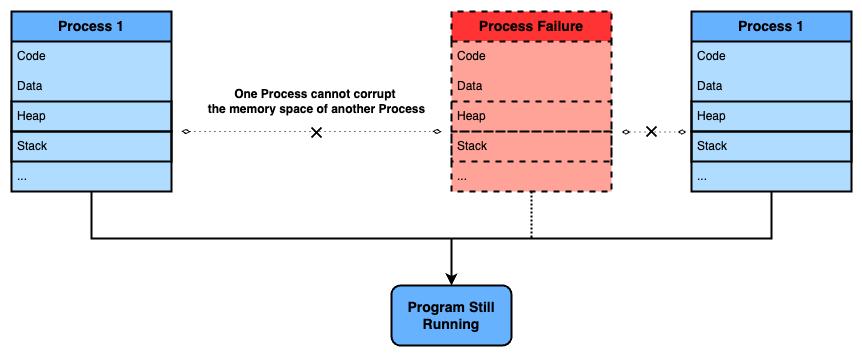 Process 1
Code
Data
Heap
Stack
...
One Process cannot corrupt
the memory space of another Process
Process Failure
Code
Data
Heap
Stack
...
Process 1
Code
Data
Heap
Stack
...
Program Still
Running